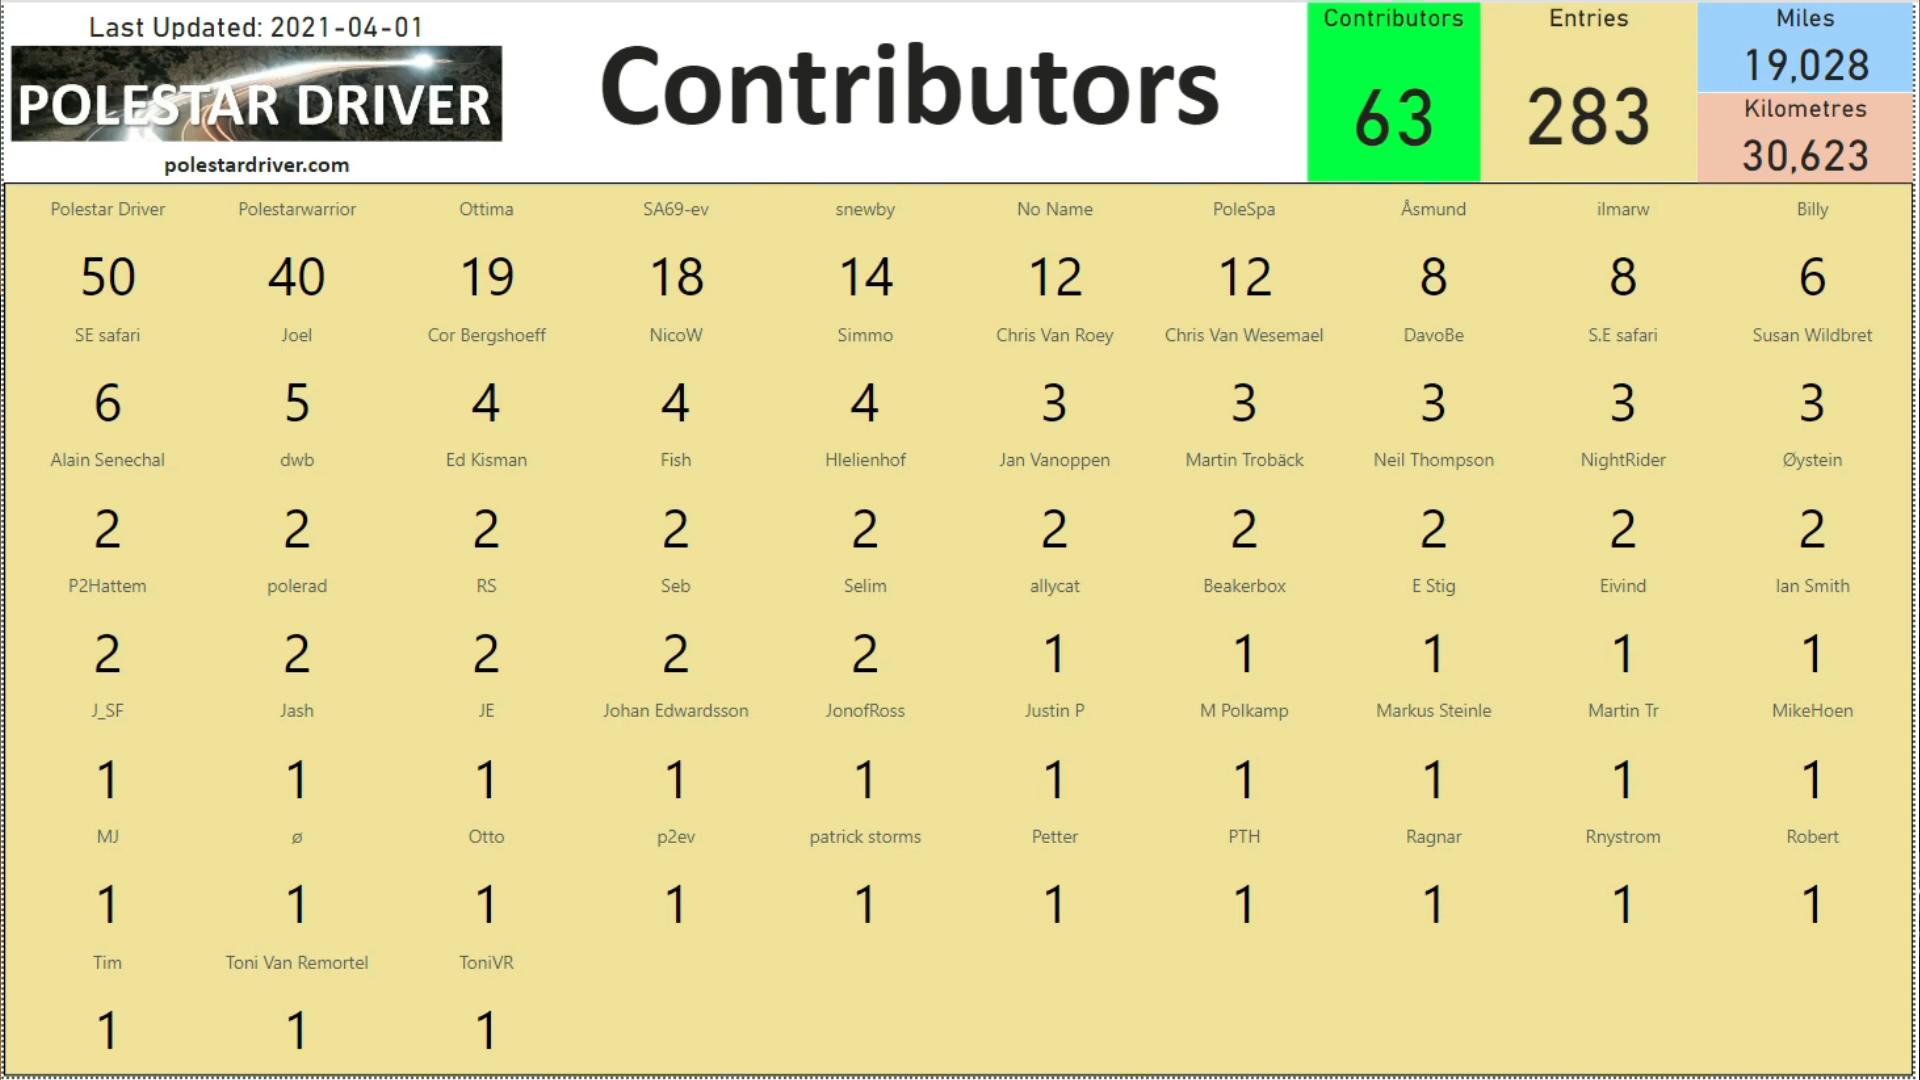 Last Updated: 2021-04-01
POLESTAR DRIVER
polestardriver.com
Contributors
Contributors
63
Entries
283
Miles
19,028
Kilometres
30,623
Polestar Driver Polestarwarrior Ottima SA69-ev snewby No Name PoleSpa Åsmund ilmarw Billy
50 40 19 18 14 12 12 8 8 6
SE safari Joel Cor Bergshoeff NicoW Simmo Chris Van Roey Chris Van Wesemael DavoBe S.E safari Susan Wildbret
6 5 4 4 4 3 3 3 3 3
Alain Senechal dwb Ed Kisman Fish Hlelienhof Jan Vanoppen Martin Trobäck Neil Thompson NightRider Øystein
2 2 2 2 2 2 2 2 2 2
P2Hattem polerad RS Seb Selim allycat Beakerbox E Stig Eivind Ian Smith
2 2 2 2 2 1 1 1 1 1
J_SF Jash JE Johan Edwardsson JonofRoss Justin P M Polkamp Markus Steinle Martin Tr MikeHoen
1 1 1 1 1 1 1 1 1 1
MJ ø Otto p2ev patrick storms Petter PTH Ragnar Rnystrom Robert
1 1 1 1 1 1 1 1 1 1
Tim Toni Van Remortel ToniVR
1 1 1